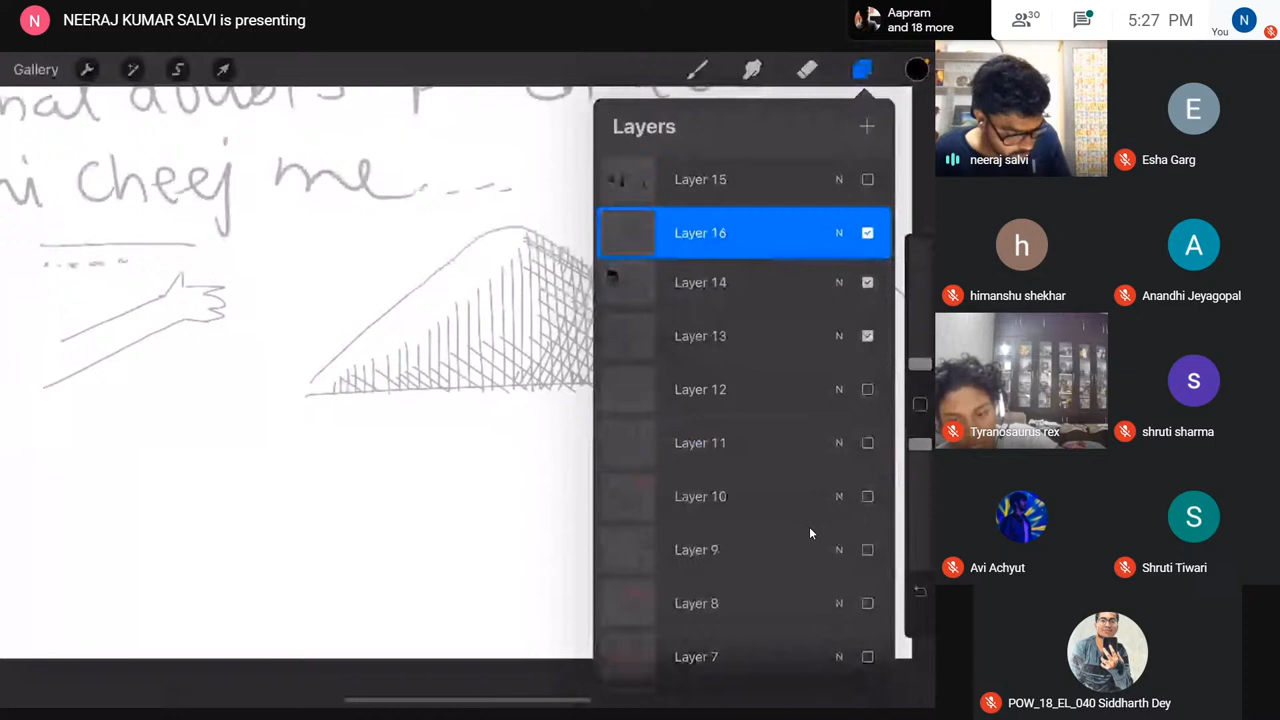 N NEERAJ KUMAR SALVI is presenting
Aapram
and 18 more
30
5:27 PM
You
N
Gallery
doubts
cheej me.....
Layers
Layer 15 N
Layer 16 N
Layer 14 N
Layer 13 N
Layer 12 N
Layer 11 N
Layer 10 N
Layer 9 N
Layer 8 N
Layer 7 N
neeraj salvi
E
Esha Garg
h
himanshu shekhar
A
Anandhi Jeyagopal
Tyranosaurus rex
s
shruti sharma
Avi Achyut
S
Shruti Tiwari
POW_18_EL_040 Siddharth Dey